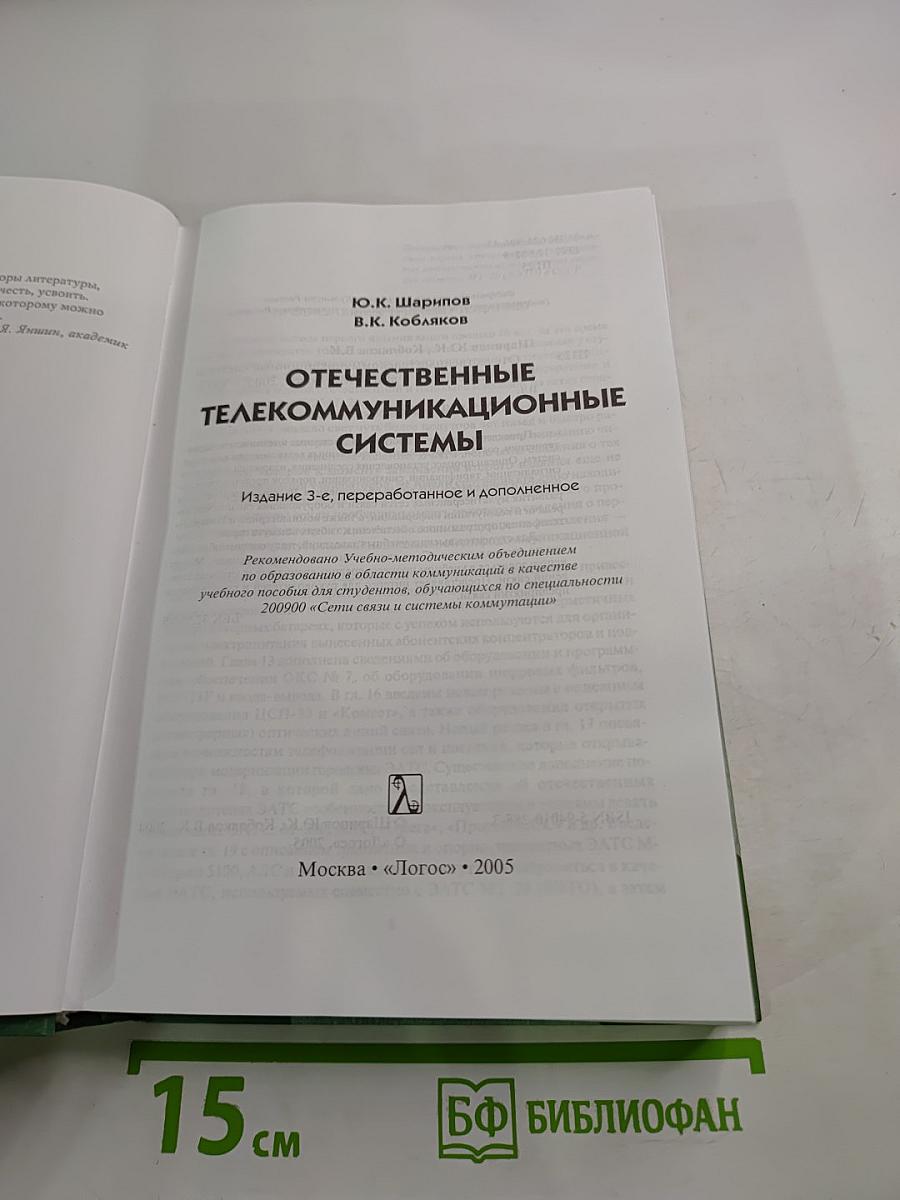 оры литературы,
честь, усвоить.
которому можно
Я. Яншин, академик
Ю.К. Шарипов
В.К. Кобляков
ОТЕЧЕСТВЕННЫЕ
ТЕЛЕКОММУНИКАЦИОННЫЕ
СИСТЕМЫ
Издание 3-е, переработанное и дополненное
Рекомендовано Учебно-методическим объединением
по образованию в области коммуникаций в качестве
учебного пособия для студентов, обучающихся по специальности
200900 «Сети связи и системы коммутации»
Москва • «Логос» • 2005
15 см
БФ БИБЛИОФАН